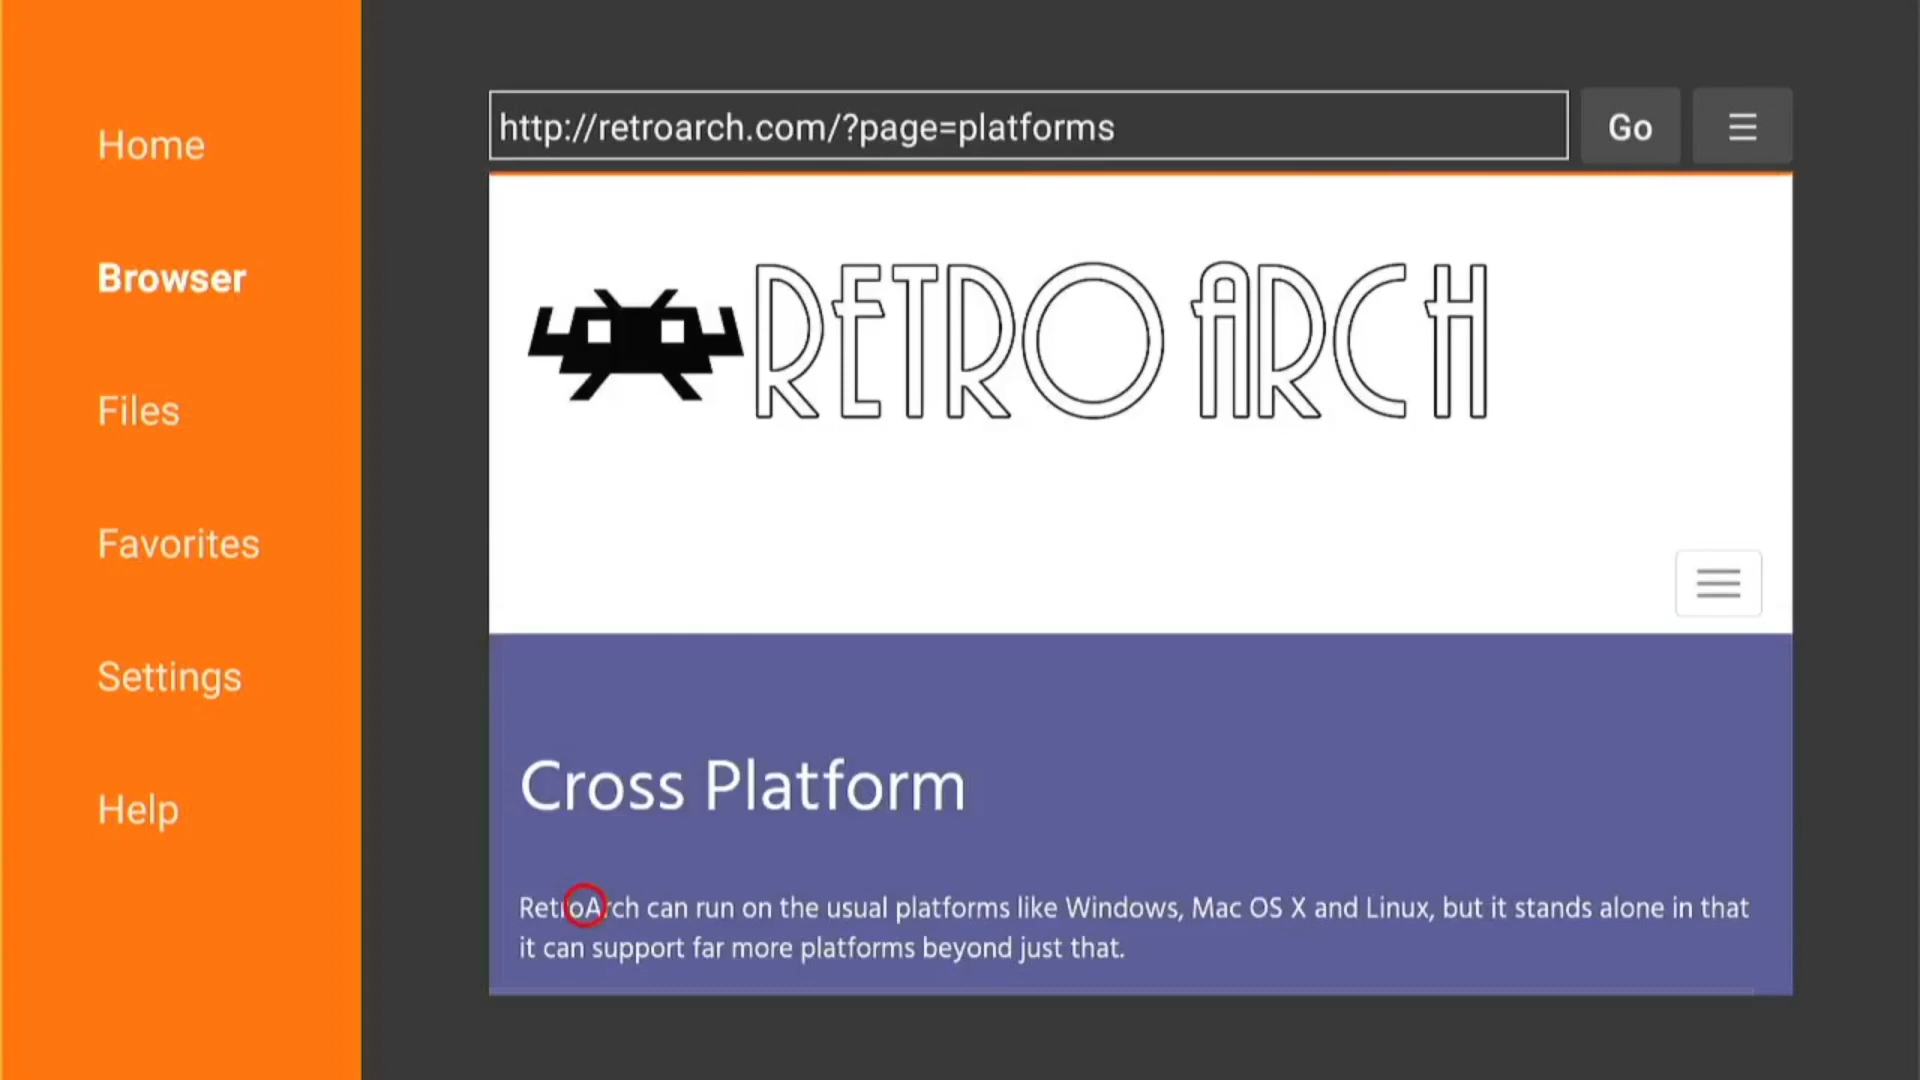 Home
Browser
Files
Favorites
Settings
Help
http://retroarch.com/?page=platforms
Go
RETROARCH
Cross Platform
RetroArch can run on the usual platforms like Windows, Mac OS X and Linux, but it stands alone in that
it can support far more platforms beyond just that.